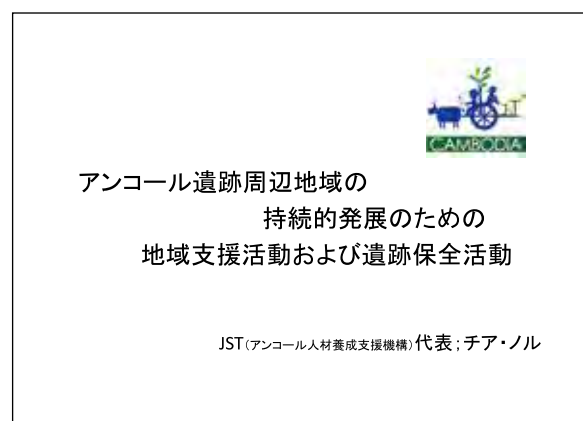 JST
CAMBODIA
アンコール遺跡周辺地域の
持続的発展のための
地域支援活動および遺跡保全活動
JST(アンコール人材養成支援機構)代表;チア・ノル